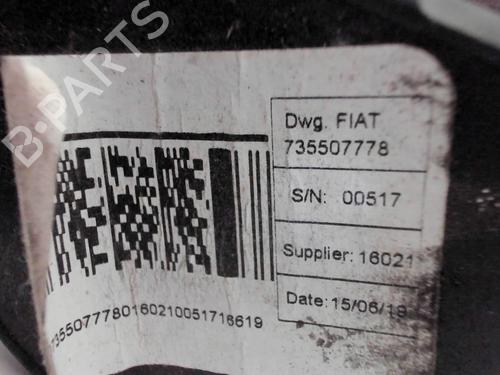 B-PARTS
Dwg. FIAT
735507778
S/N: 00517
Supplier: 16021
Date: 15/06/19
7355077780160210051716619